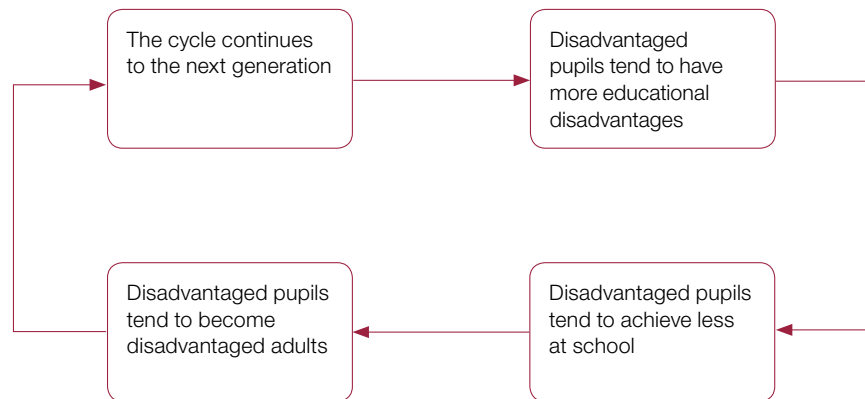 The cycle continues
to the next generation
Disadvantaged
pupils tend to have
more educational
disadvantages
Disadvantaged pupils
tend to become
disadvantaged adults
Disadvantaged pupils
tend to achieve less
at school